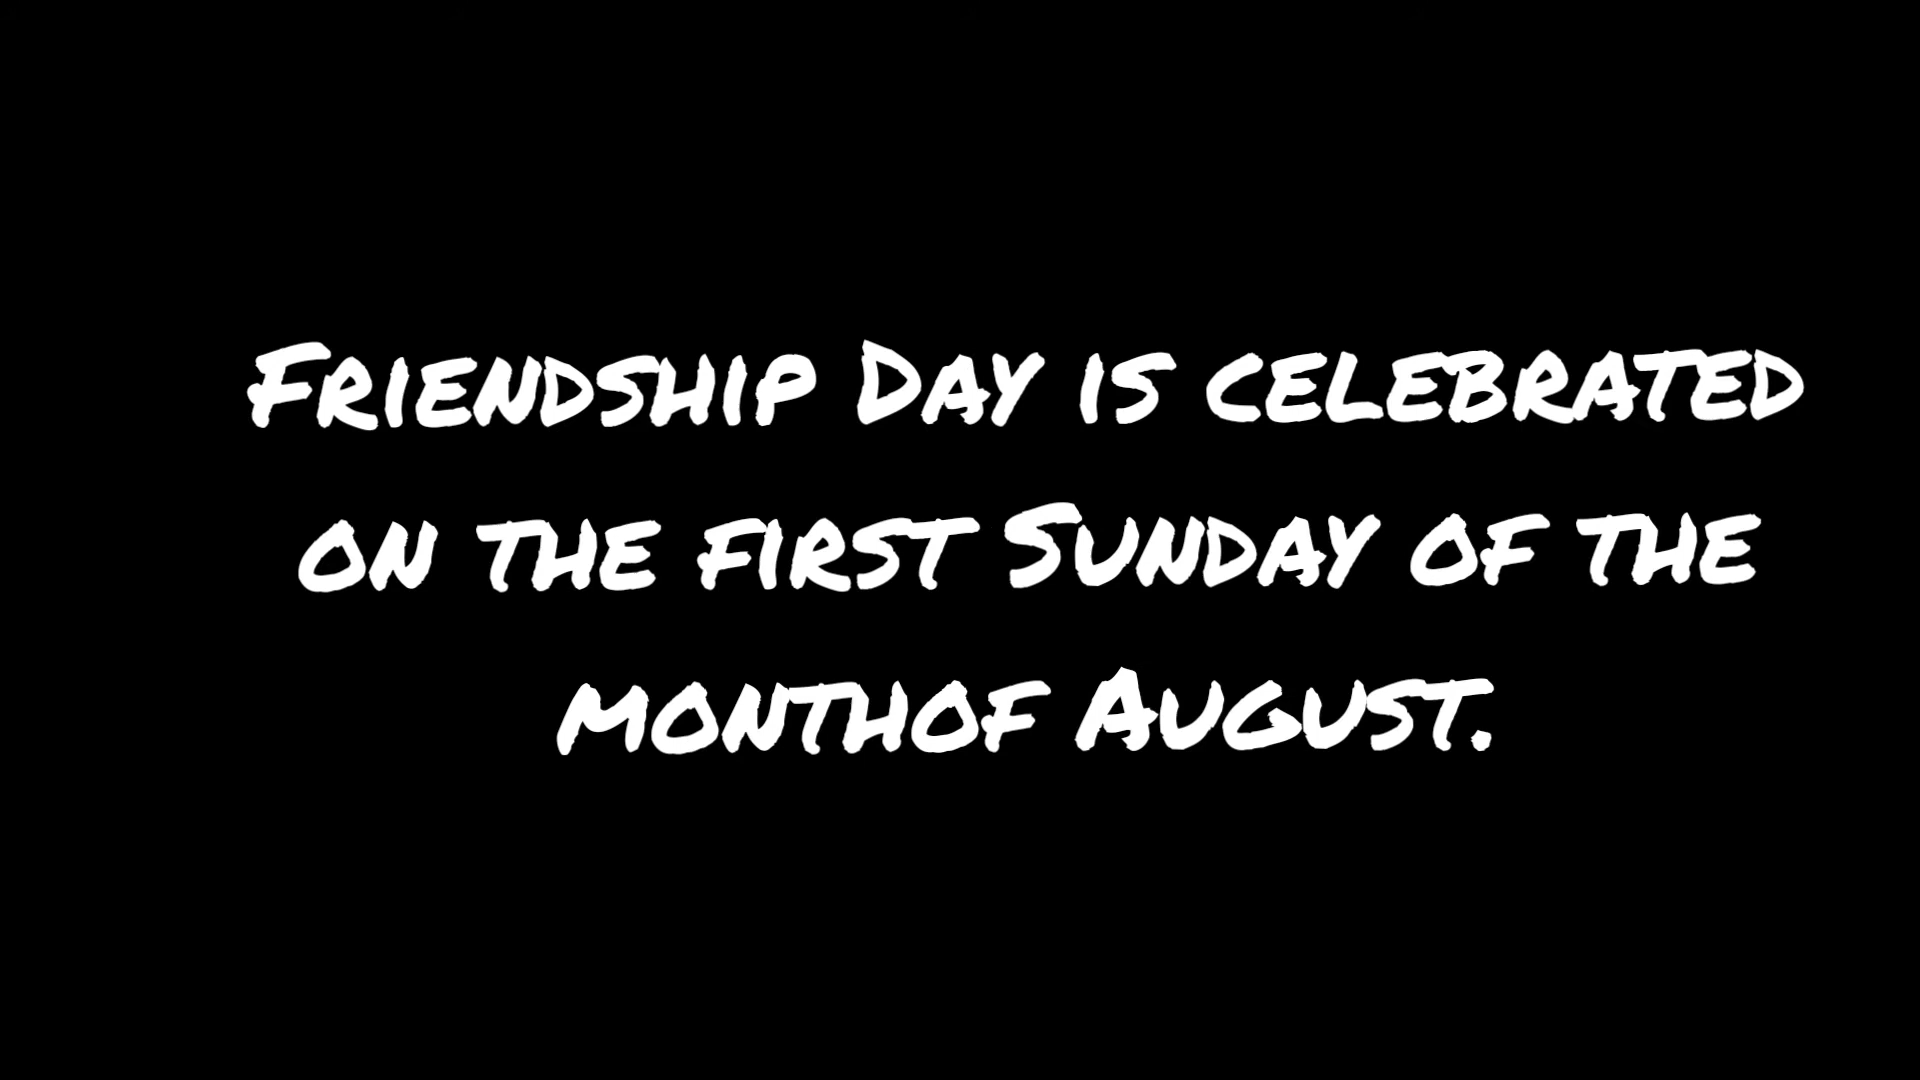 Friendship Day is celebrated
on the first Sunday of the
monthof August.